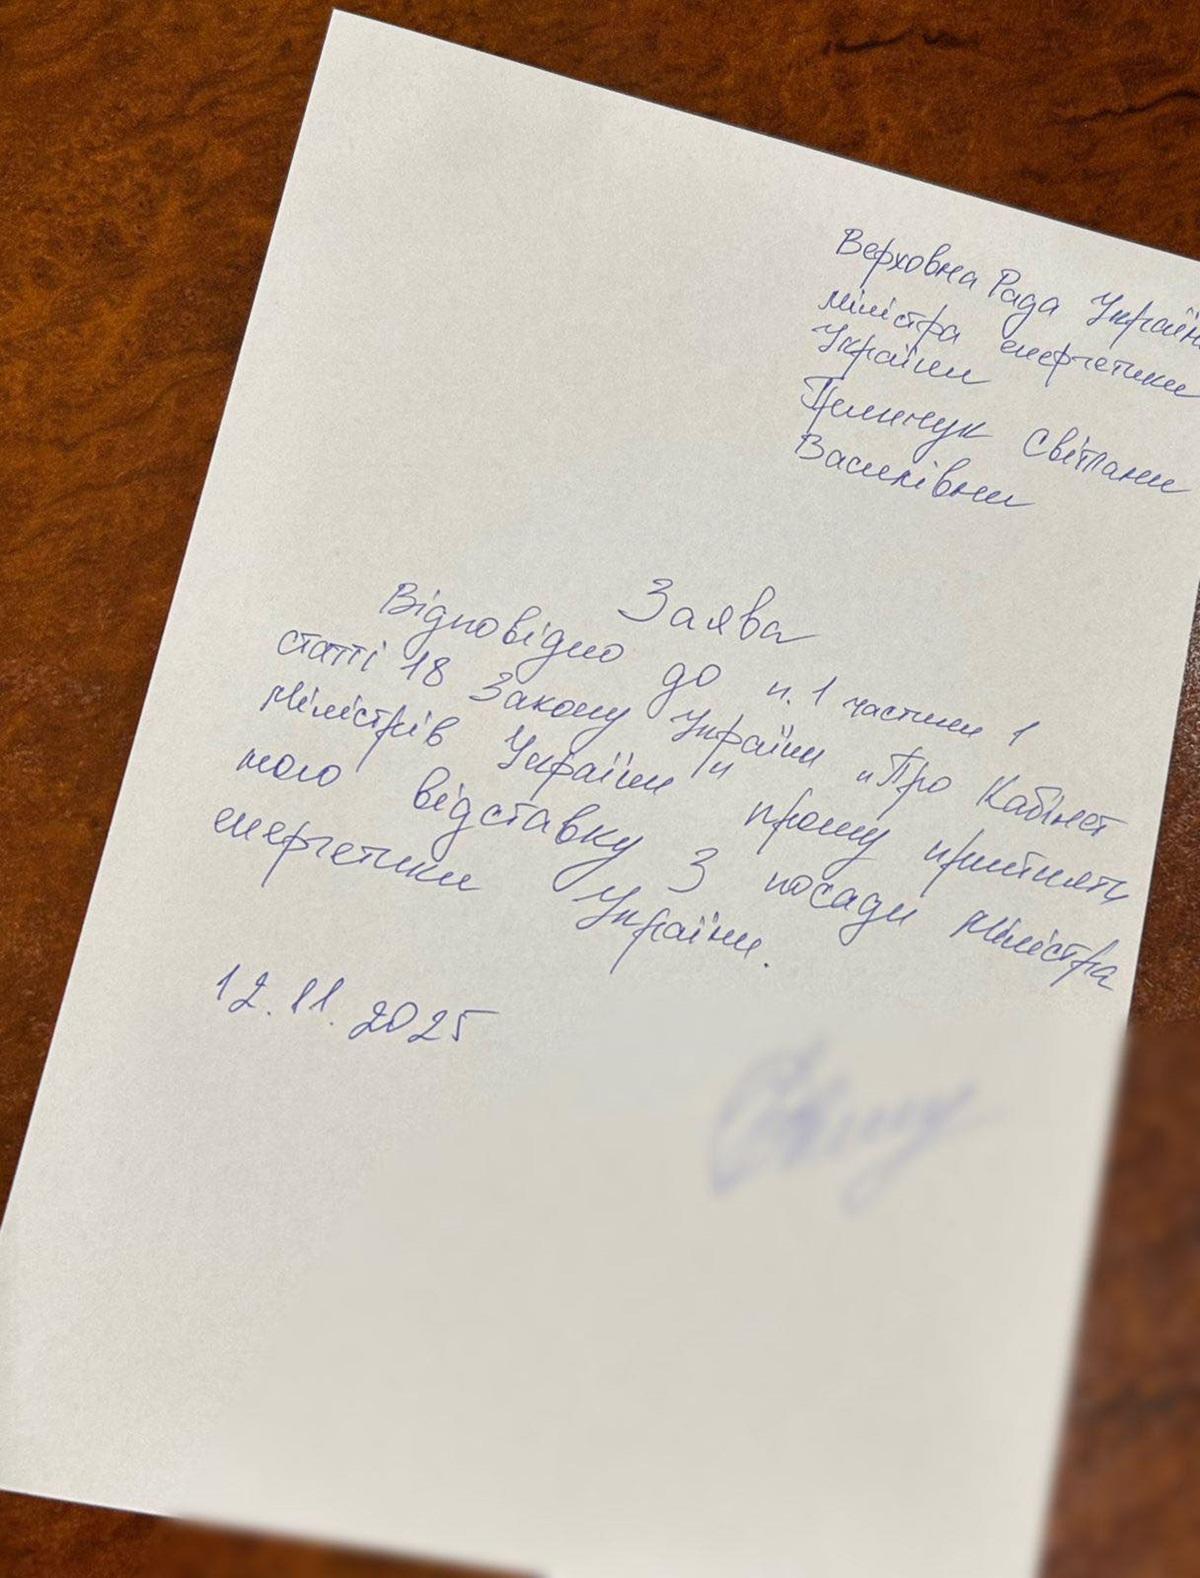 Верховна Рада Україн
міністра енергетики
України
Гринчук Світлани
Василівни
Заява
Відповідно до п. 1 частини 1
статті 18 Закону України "Про Кабінет
Міністрів України" прошу прийняти
мою відставку з посади Міністра
енергетики України.
12.11.2025